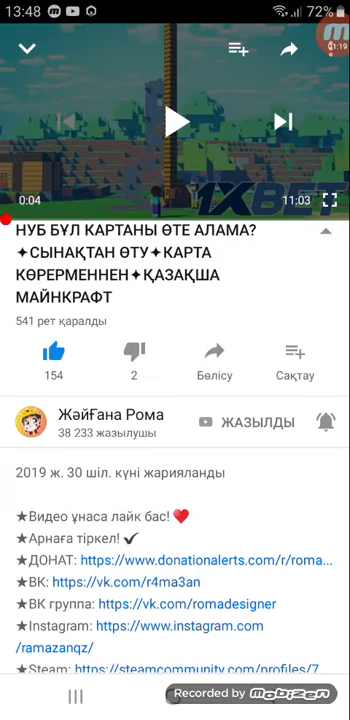 13:48
72%
01:19
1XBET
0:04
11:03
НУБ БҰЛ КАРТАНЫ ӨТЕ АЛАМА?
✦СЫНАҚТАН ӨТУ✦КАРТА
КӨРЕРМЕННЕН✦ҚАЗАҚША
МАЙНКРАФТ
541 рет қаралды
154
2
Бөлісу
Сақтау
ЖәйҒана Рома
38 233 жазылушы
ЖАЗЫЛДЫ
2019 ж. 30 шіл. күні жарияланды
★Видео ұнаса лайк бас! ❤
★Арнаға тіркел! ✔
★ДОНАТ: https://www.donationalerts.com/r/roma...
★ВК: https://vk.com/r4ma3an
★ВК группа: https://vk.com/romadesigner
★Instagram: https://www.instagram.com
/ramazanqz/
★Steam: https://steamcommunity.com/profiles/7
Recorded by mobizen